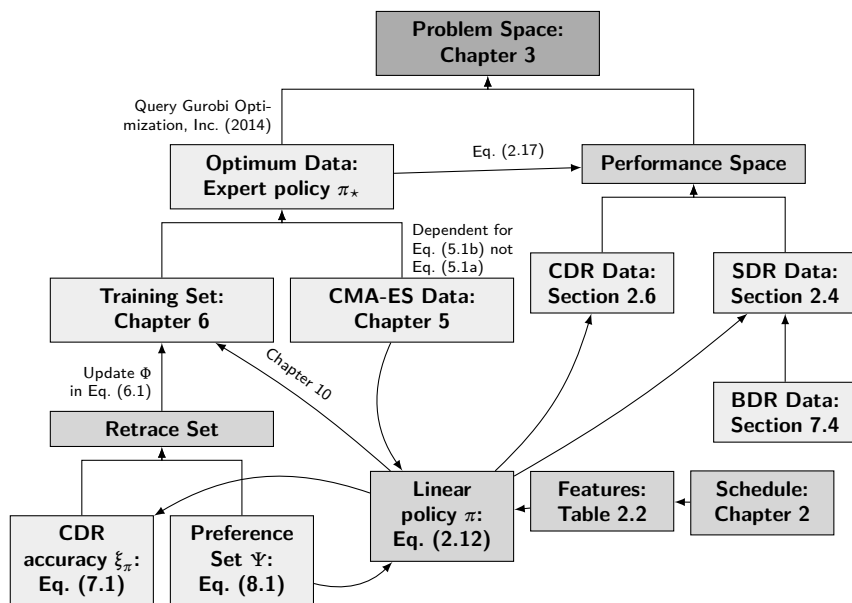 Problem Space:
Chapter 3
Query Gurobi Opti-
mization, Inc. (2014)
Optimum Data:
Expert policy π⋆
Eq. (2.17)
Performance Space
Dependent for
Eq. (5.1b) not
Eq. (5.1a)
Training Set:
Chapter 6
CMA-ES Data:
Chapter 5
CDR Data:
Section 2.6
SDR Data:
Section 2.4
Update Φ
in Eq. (6.1)
Chapter 10
BDR Data:
Section 7.4
Retrace Set
Linear
policy π:
Eq. (2.12)
Features:
Table 2.2
Schedule:
Chapter 2
CDR
accuracy ξπ:
Eq. (7.1)
Preference
Set Ψ:
Eq. (8.1)